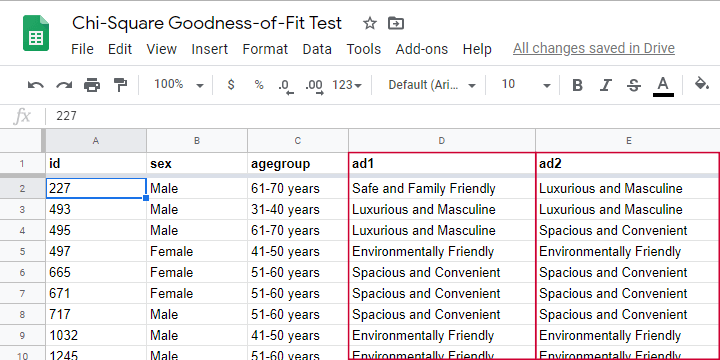 Chi-Square Goodness-of-Fit Test
File Edit View Insert Format Data Tools Add-ons Help All changes saved in Drive
100% $ % .0 .00 123 Default (Ari... 10 B I S A
fx 227
A B C D E
1 id sex agegroup ad1 ad2
2 227 Male 61-70 years Safe and Family Friendly Luxurious and Masculine
3 493 Male 31-40 years Luxurious and Masculine Luxurious and Masculine
4 495 Male 61-70 years Luxurious and Masculine Spacious and Convenient
5 497 Female 41-50 years Environmentally Friendly Environmentally Friendly
6 665 Female 51-60 years Spacious and Convenient Spacious and Convenient
7 671 Female 51-60 years Spacious and Convenient Spacious and Convenient
8 717 Male 51-60 years Spacious and Convenient Spacious and Convenient
9 1032 Male 41-50 years Environmentally Friendly Environmentally Friendly
10 1245 Male 51-60 years Environmentally Friendly Environmentally Friendly